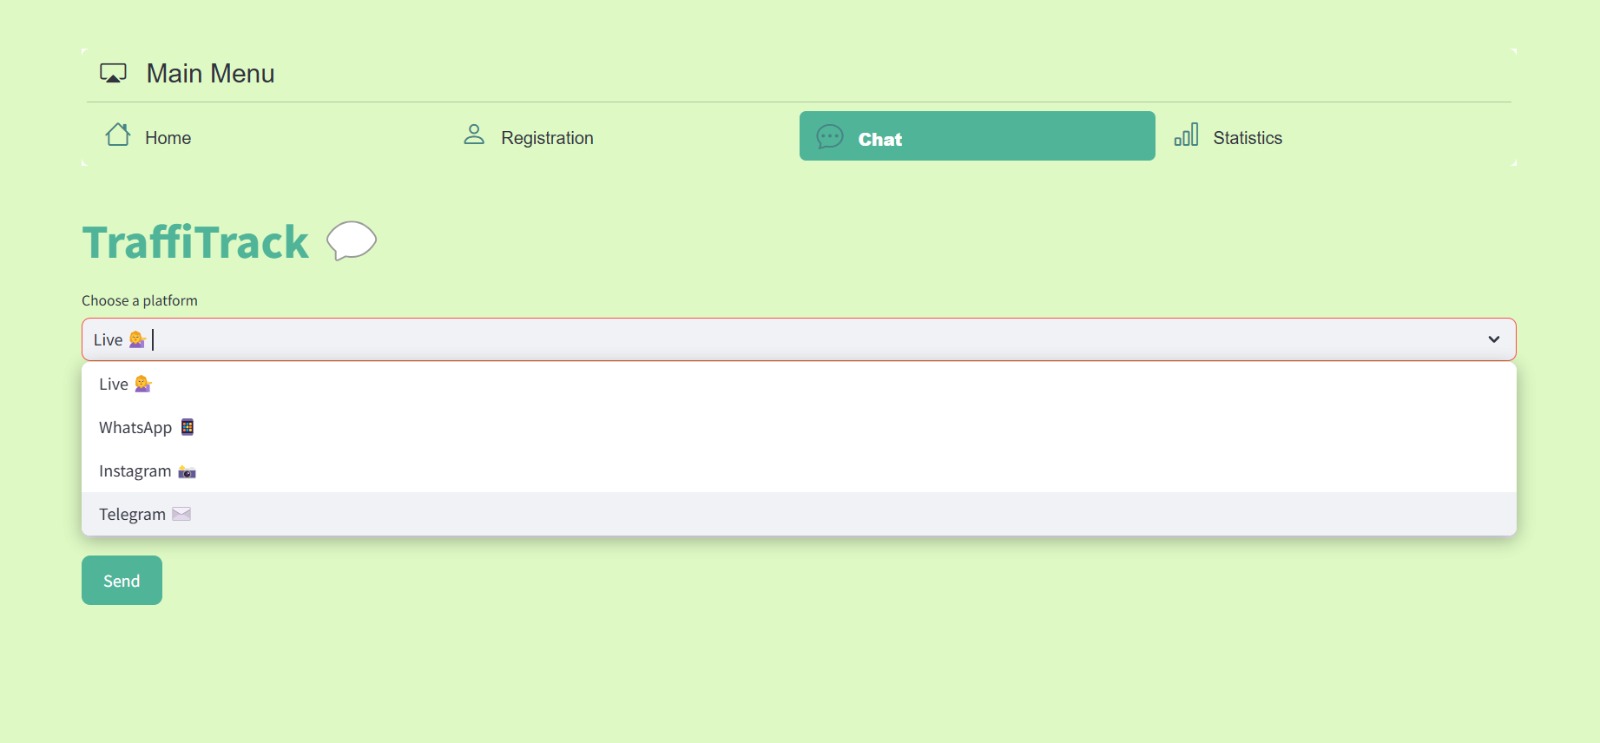 Main Menu
Home Registration Chat Statistics
TraffiTrack
Choose a platform
Live 💁
Live 💁
WhatsApp 📱
Instagram 📸
Telegram ✉️
Send